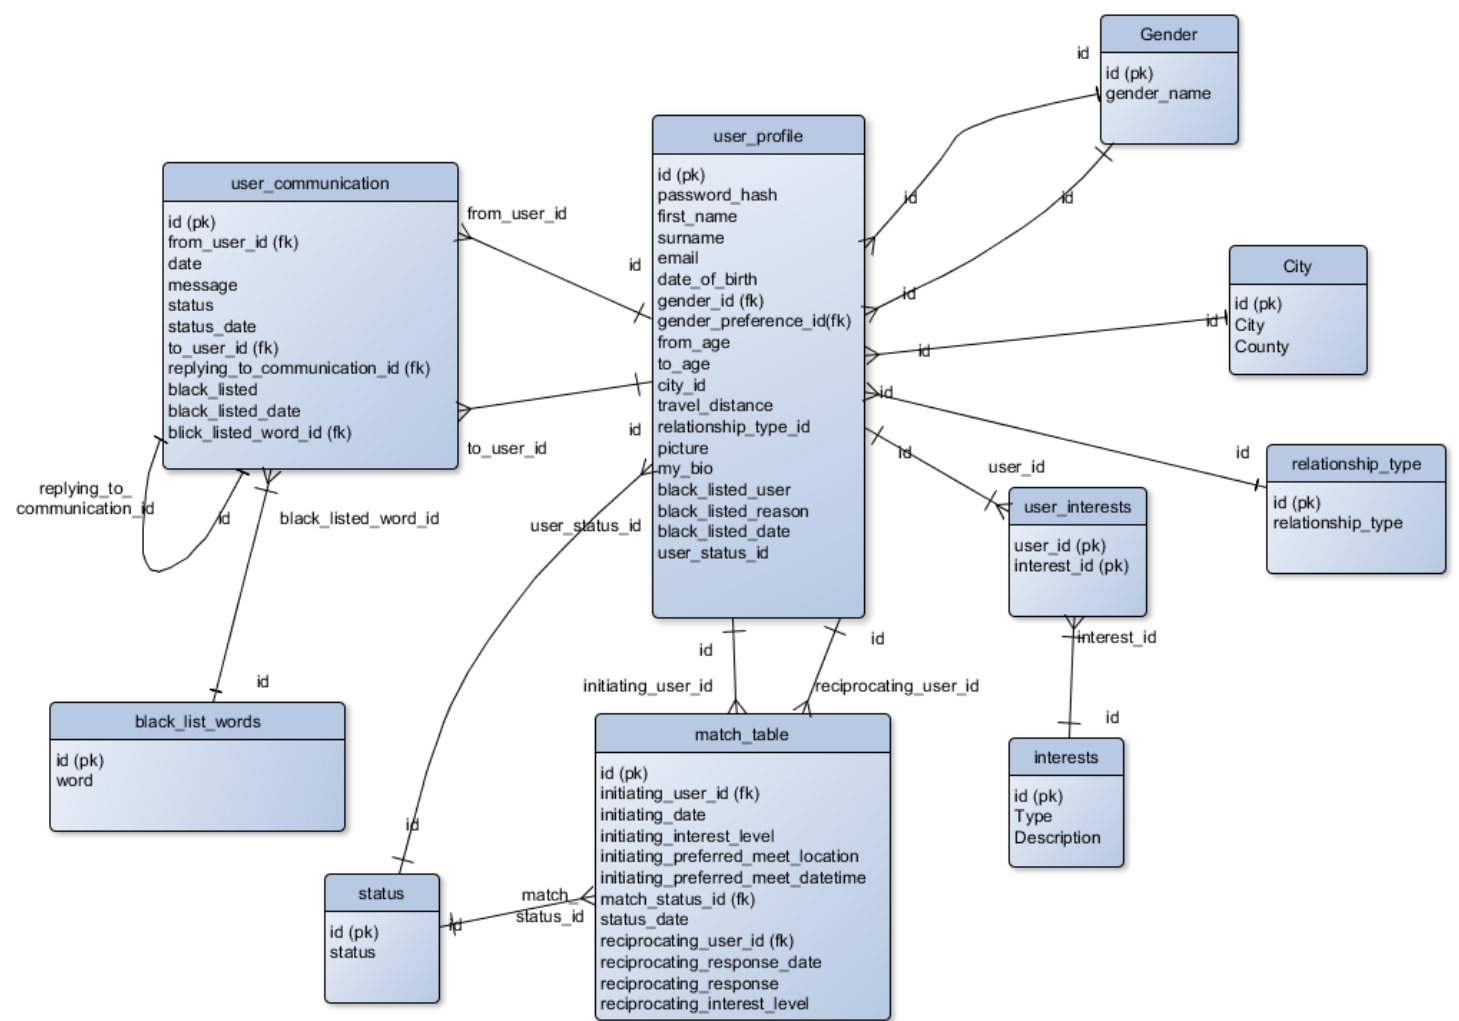 Gender
id (pk)
gender_name
id
id
id
id
user_profile
id (pk)
password_hash
first_name
surname
email
date_of_birth
gender_id (fk)
gender_preference_id(fk)
from_age
to_age
city_id
travel_distance
relationship_type_id
picture
my_bio
black_listed_user
black_listed_reason
black_listed_date
user_status_id
user_communication
id (pk)
from_user_id (fk)
date
message
status
status_date
to_user_id (fk)
replying_to_communication_id (fk)
black_listed
black_listed_date
blick_listed_word_id (fk)
from_user_id
id
to_user_id
id
replying_to_
communication_id
id
black_listed_word_id
id
City
id (pk)
City
County
id
id
relationship_type
id (pk)
relationship_type
id
id
user_interests
user_id (pk)
interest_id (pk)
id
user_id
interest_id
id
interests
id (pk)
Type
Description
user_status_id
id
id
initiating_user_id
id
reciprocating_user_id
black_list_words
id (pk)
word
status
id (pk)
status
id
match_
status_id
match_table
id (pk)
initiating_user_id (fk)
initiating_date
initiating_interest_level
initiating_preferred_meet_location
initiating_preferred_meet_datetime
match_status_id (fk)
status_date
reciprocating_user_id (fk)
reciprocating_response_date
reciprocating_response
reciprocating_interest_level